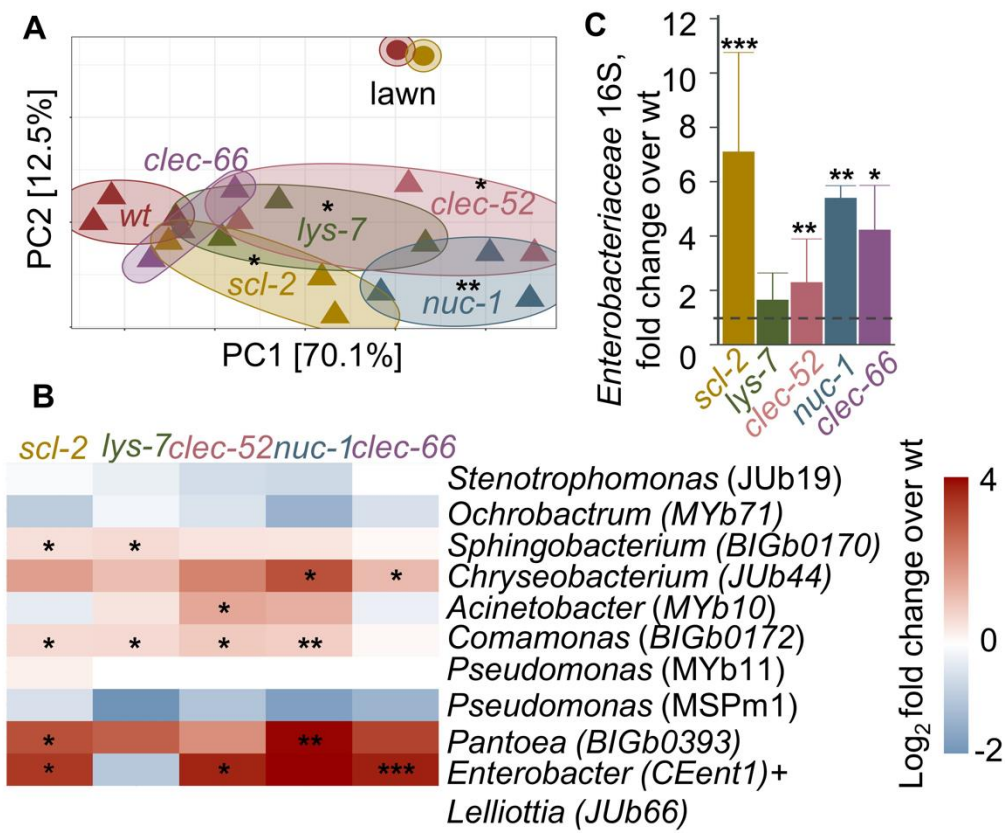 A
PC2 [12.5%]
lawn
clec-66
wt
*
clec-52
*
lys-7
*
scl-2
**
nuc-1
PC1 [70.1%]
C
Enterobacteriaceae 16S,
fold change over wt
12
10
8
6
4
2
0
***
**
**
*
scl-2
lys-7
clec-52
nuc-1
clec-66
B
scl-2 lys-7 clec-52 nuc-1 clec-66
Stenotrophomonas (JUb19)
Ochrobactrum (MYb71)
* * Sphingobacterium (BIGb0170)
* * Chryseobacterium (JUb44)
* Acinetobacter (MYb10)
* * * ** Comamonas (BIGb0172)
Pseudomonas (MYb11)
Pseudomonas (MSPm1)
* ** Pantoea (BIGb0393)
* * *** Enterobacter (CEent1)+
Lelliottia (JUb66)
Log2 fold change over wt
4
0
-2